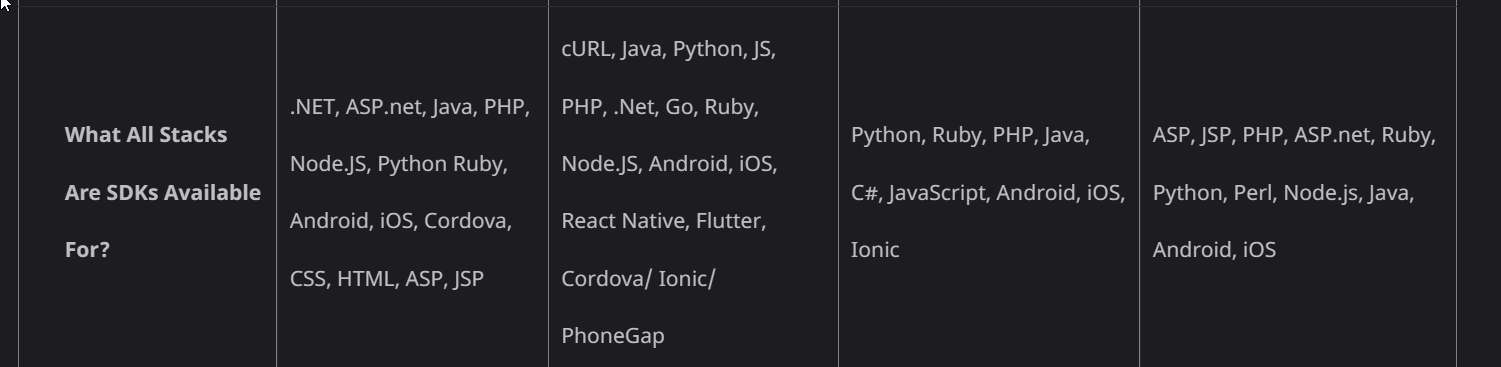 What All Stacks
Are SDKs Available
For?
.NET, ASP.net, Java, PHP,
Node.JS, Python Ruby,
Android, iOS, Cordova,
CSS, HTML, ASP, JSP
cURL, Java, Python, JS,
PHP, .Net, Go, Ruby,
Node.JS, Android, iOS,
React Native, Flutter,
Cordova/ Ionic/
PhoneGap
Python, Ruby, PHP, Java,
C#, JavaScript, Android, iOS,
Ionic
ASP, JSP, PHP, ASP.net, Ruby,
Python, Perl, Node.js, Java,
Android, iOS